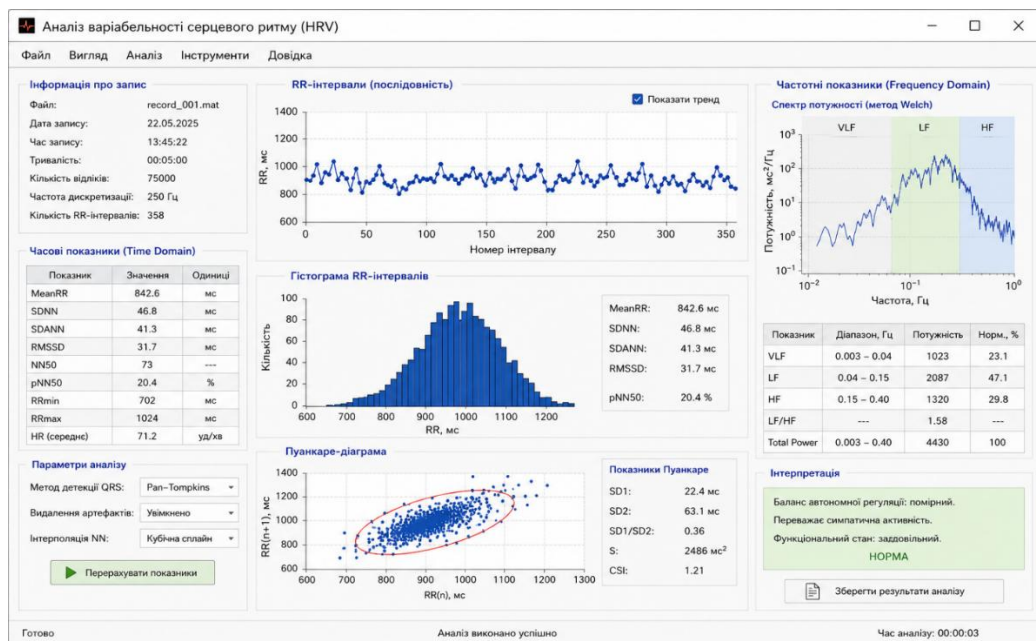 Аналіз варіабельності серцевого ритму (HRV)
Файл Вигляд Аналіз Інструменти Довідка
Інформація про запис
Файл: record_001.mat
Дата запису: 22.05.2025
Час запису: 13:45:22
Тривалість: 00:05:00
Кількість відліків: 75000
Частота дискретизації: 250 Гц
Кількість RR-інтервалів: 358
Часові показники (Time Domain)
Показник Значення Одиниці
MeanRR 842.6 мс
SDNN 46.8 мс
SDANN 41.3 мс
RMSSD 31.7 мс
NN50 73 ---
pNN50 20.4 %
RRmin 702 мс
RRmax 1024 мс
HR (середнє) 71.2 уд/хв
Параметри аналізу
Метод детекції QRS: Pan-Tompkins
Видалення артефактів: Увімкнено
Інтерполяція NN: Кубічна сплайн
Перерахувати показники
RR-інтервали (послідовність)
Показати тренд
RR, мс
1400
1200
1000
800
600
0 50 100 150 200 250 300 350
Номер інтервалу
Гістограма RR-інтервалів
Кількість
100
80
60
40
20
0
600 700 800 900 1000 1100 1200
RR, мс
MeanRR: 842.6 мс
SDNN: 46.8 мс
SDANN: 41.3 мс
RMSSD: 31.7 мс
pNN50: 20.4 %
Пуанкаре-діаграма
RR(n+1), мс
1400
1200
1000
800
600
600 700 800 900 1000 1100 1200 1300
RR(n), мс
Показники Пуанкаре
SD1: 22.4 мс
SD2: 63.1 мс
SD1/SD2: 0.36
S: 2486 мс²
CSI: 1.21
Частотні показники (Frequency Domain)
Спектр потужності (метод Welch)
VLF LF HF
Потужність, мс²/Гц
10³
10²
10¹
10⁰
10⁻¹
10⁻² 10⁻¹ 10⁰
Частота, Гц
Показник Діапазон, Гц Потужність Норм., %
VLF 0.003 – 0.04 1023 23.1
LF 0.04 – 0.15 2087 47.1
HF 0.15 – 0.40 1320 29.8
LF/HF --- 1.58
Total Power 0.003 – 0.40 4430 100
Інтерпретація
Баланс автономної регуляції: помірний.
Переважає симпатична активність.
Функціональний стан: заддовільний.
НОРМА
Зберегти результати аналізу
Готово Аналіз виконано успішно Час аналізу: 00:00:03